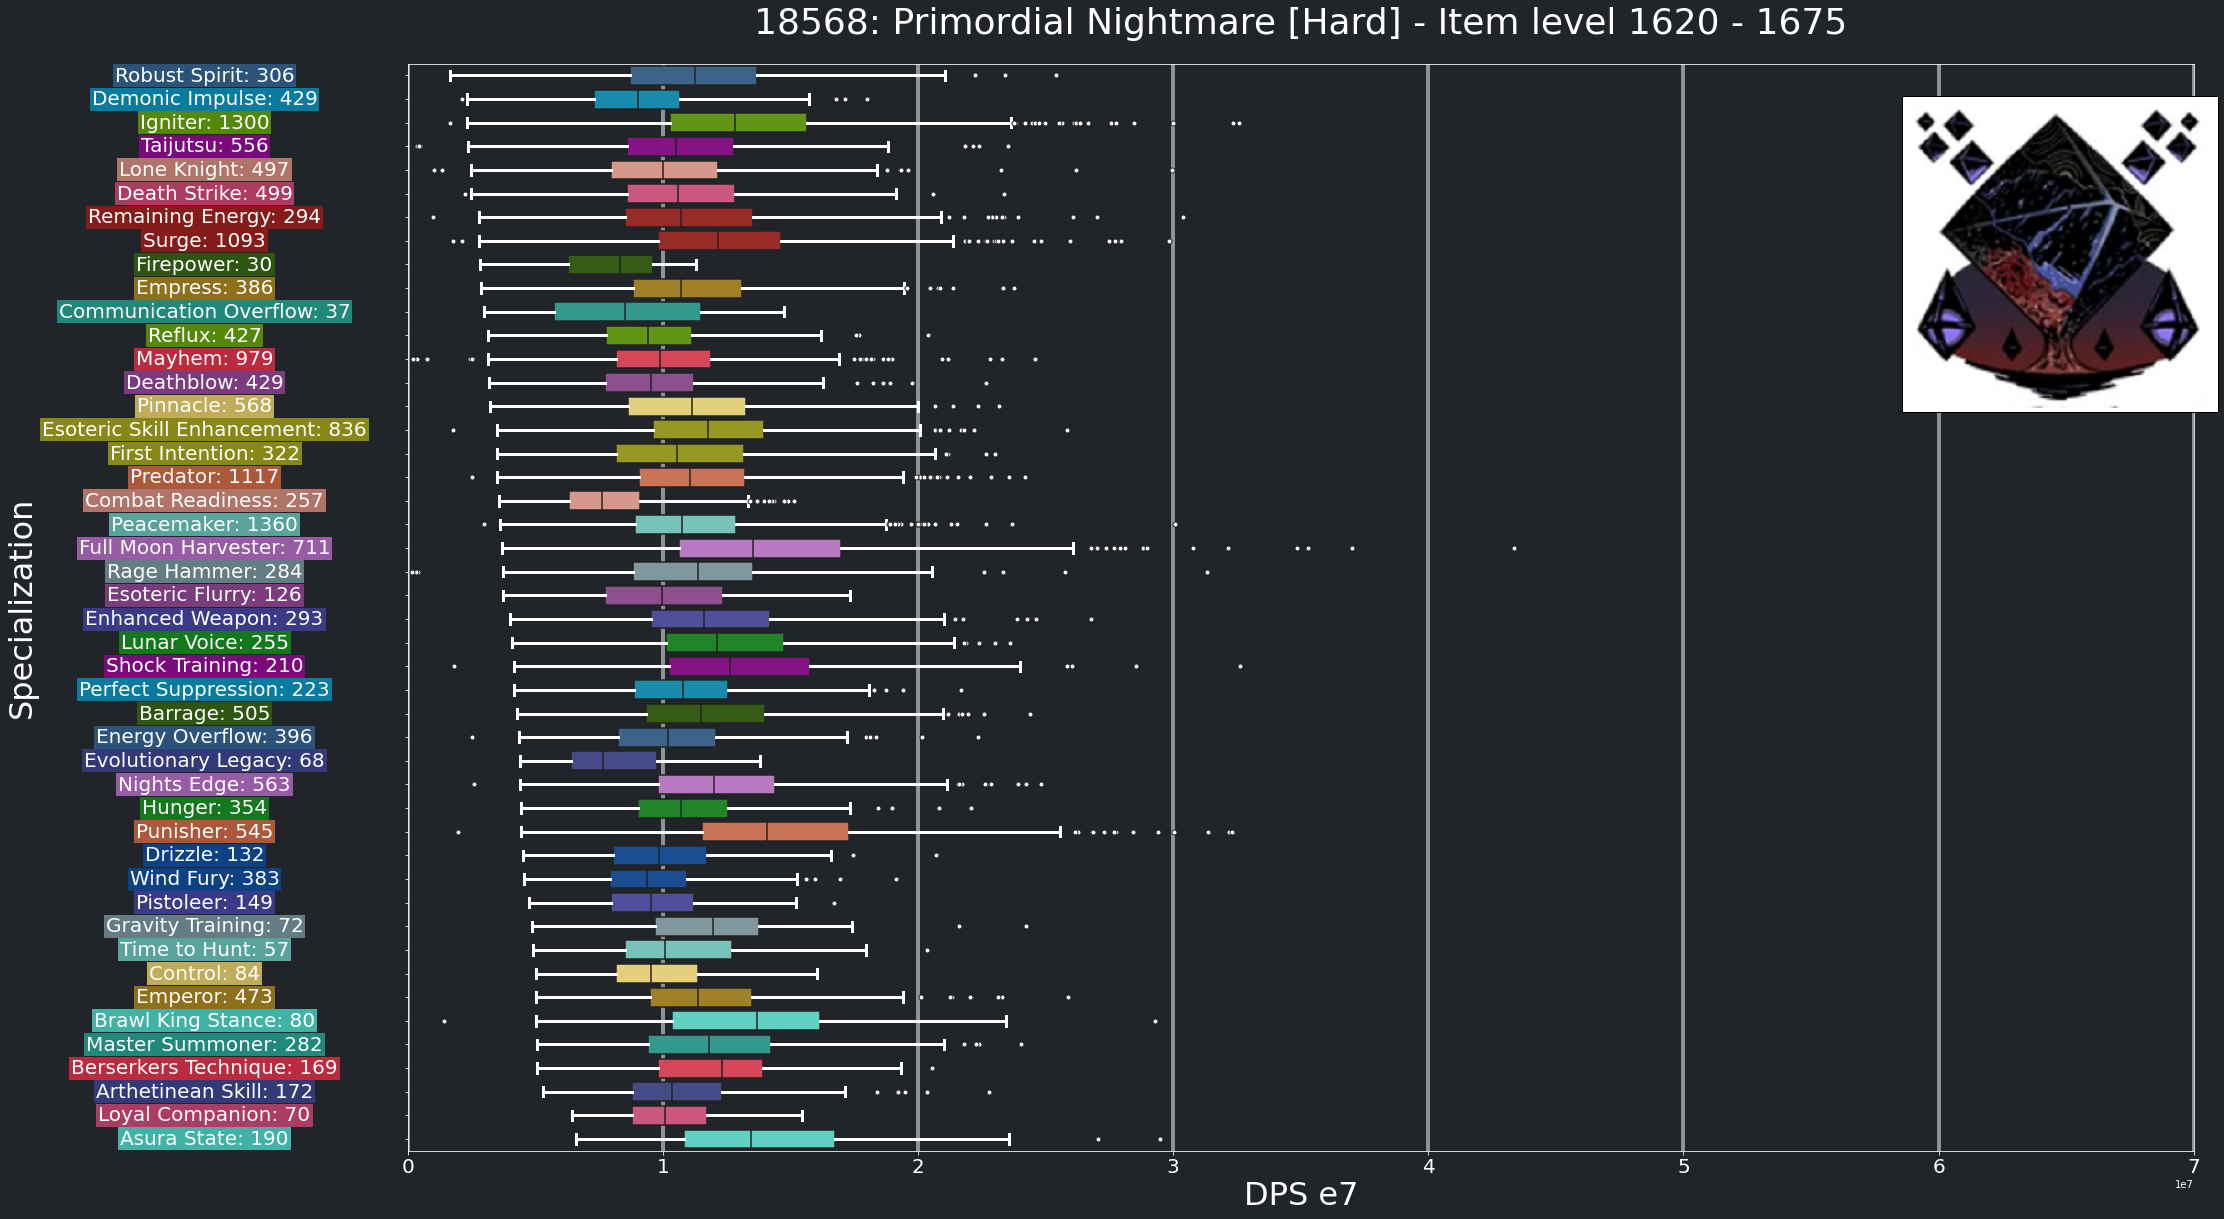 18568: Primordial Nightmare [Hard] - Item level 1620 - 1675
Specialization
Robust Spirit: 306
Demonic Impulse: 429
Igniter: 1300
Taijutsu: 556
Lone Knight: 497
Death Strike: 499
Remaining Energy: 294
Surge: 1093
Firepower: 30
Empress: 386
Communication Overflow: 37
Reflux: 427
Mayhem: 979
Deathblow: 429
Pinnacle: 568
Esoteric Skill Enhancement: 836
First Intention: 322
Predator: 1117
Combat Readiness: 257
Peacemaker: 1360
Full Moon Harvester: 711
Rage Hammer: 284
Esoteric Flurry: 126
Enhanced Weapon: 293
Lunar Voice: 255
Shock Training: 210
Perfect Suppression: 223
Barrage: 505
Energy Overflow: 396
Evolutionary Legacy: 68
Nights Edge: 563
Hunger: 354
Punisher: 545
Drizzle: 132
Wind Fury: 383
Pistoleer: 149
Gravity Training: 72
Time to Hunt: 57
Control: 84
Emperor: 473
Brawl King Stance: 80
Master Summoner: 282
Berserkers Technique: 169
Arthetinean Skill: 172
Loyal Companion: 70
Asura State: 190
0 1 2 3 4 5 6 7
1e7
DPS e7